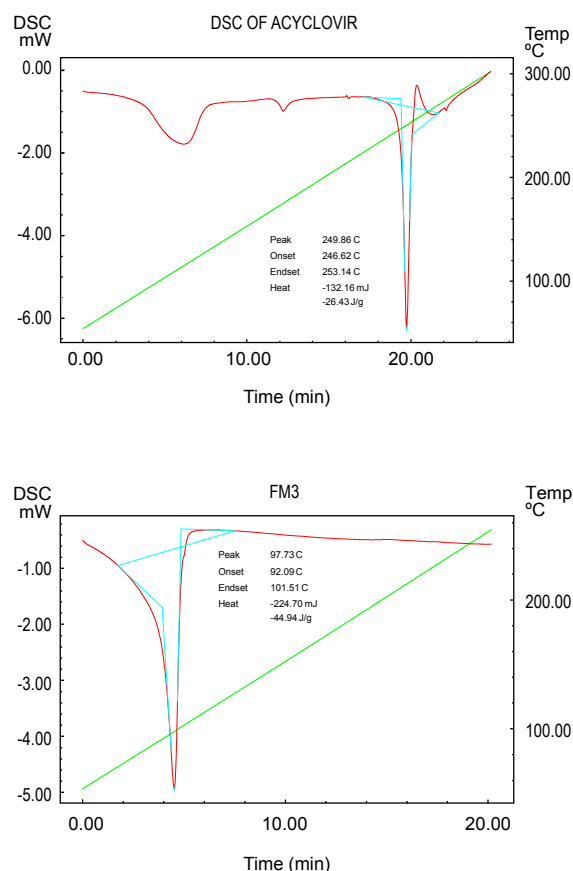 DSC OF ACYCLOVIR
DSC
mW
Temp
ºC
0.00
-2.00
-4.00
-6.00
300.00
200.00
100.00
Peak 249.86 C
Onset 246.62 C
Endset 253.14 C
Heat -132.16 mJ
-26.43 J/g
0.00 10.00 20.00
Time (min)
FM3
DSC
mW
Temp
ºC
-1.00
-2.00
-3.00
-4.00
-5.00
200.00
100.00
Peak 97.73 C
Onset 92.09 C
Endset 101.51 C
Heat -224.70 mJ
-44.94 J/g
0.00 10.00 20.00
Time (min)